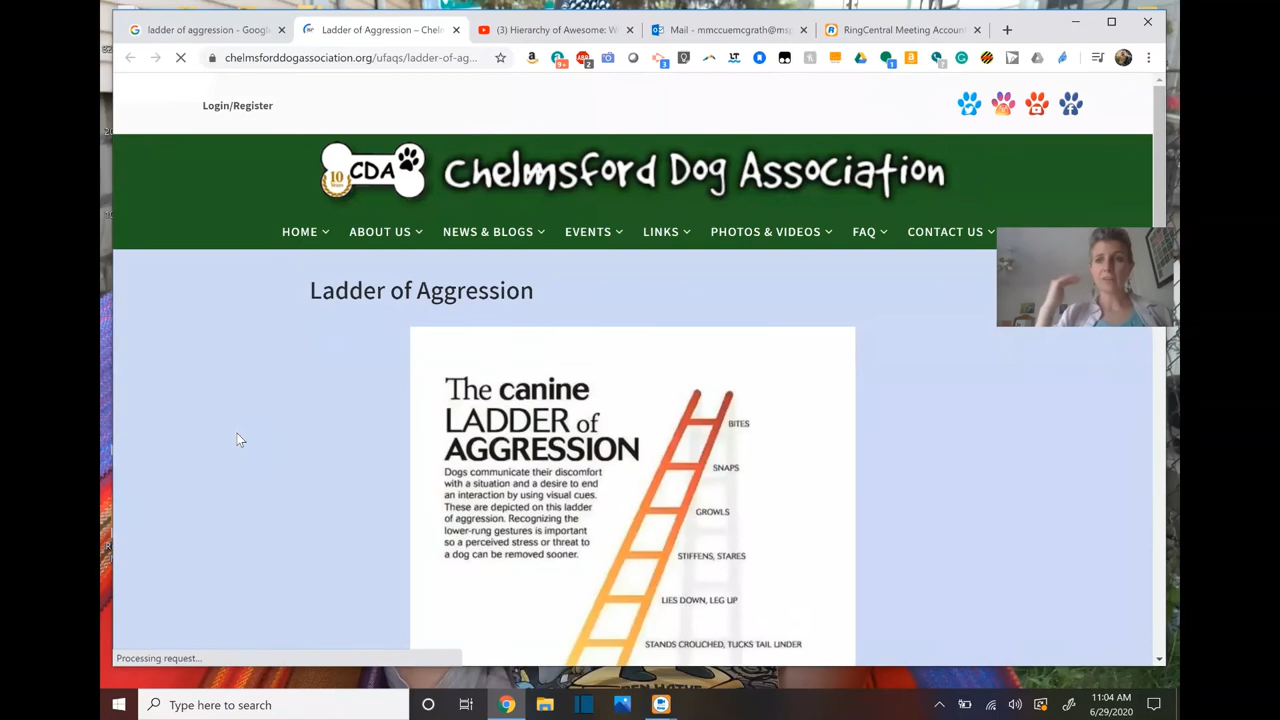 ladder of aggression - Google
Ladder of Aggression – Chelm
(3) Hierarchy of Awesome: W
Mail - mmccuemcgrath@msp
RingCentral Meeting Account
chelmsforddogassociation.org/ufaqs/ladder-of-ag...
Login/Register
CDA
10
Years
Chelmsford Dog Association
HOME
ABOUT US
NEWS & BLOGS
EVENTS
LINKS
PHOTOS & VIDEOS
FAQ
CONTACT US
Ladder of Aggression
The canine
LADDER of
AGGRESSION
Dogs communicate their discomfort
with a situation and a desire to end
an interaction by using visual cues.
These are depicted on this ladder
of aggression. Recognizing the
lower-rung gestures is important
so a perceived stress or threat to
a dog can be removed sooner.
BITES
SNAPS
GROWLS
STIFFENS, STARES
LIES DOWN, LEG UP
STANDS CROUCHED, TUCKS TAIL UNDER
Processing request...
Type here to search
11:04 AM
6/29/2020